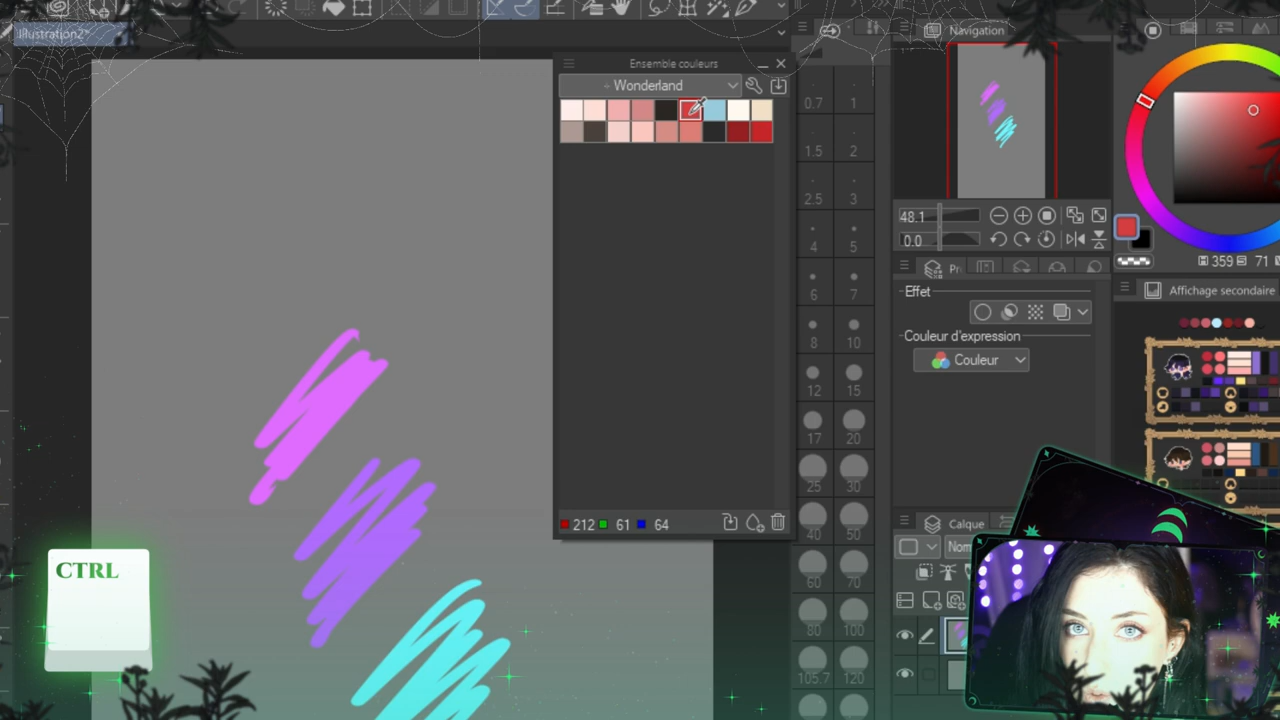 Illustration2*
Ensemble couleurs
÷ Wonderland
212 61 64
0.7 1
1.5 2
2.5 3
4 5
6 7
8 10
12 15
17 20
25 30
40 50
60 70
80 100
105.7 120
Navigation
48.1
0.0
Effet
Couleur d'expression
Couleur
Calque
359 71
Affichage secondaire
CTRL